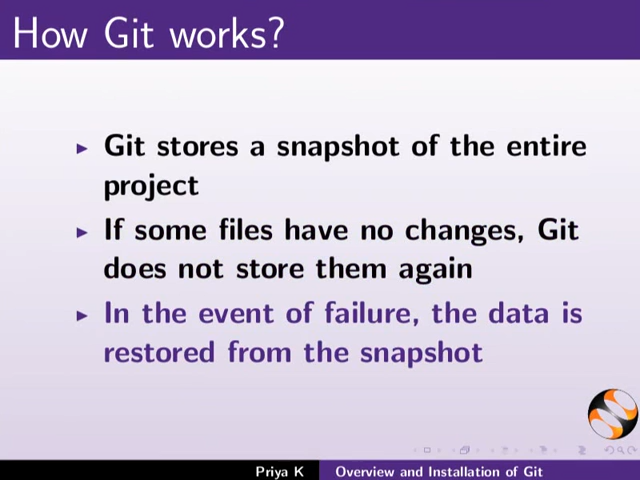 How Git works?
Git stores a snapshot of the entire
project
If some files have no changes, Git
does not store them again
In the event of failure, the data is
restored from the snapshot
Priya K
Overview and Installation of Git